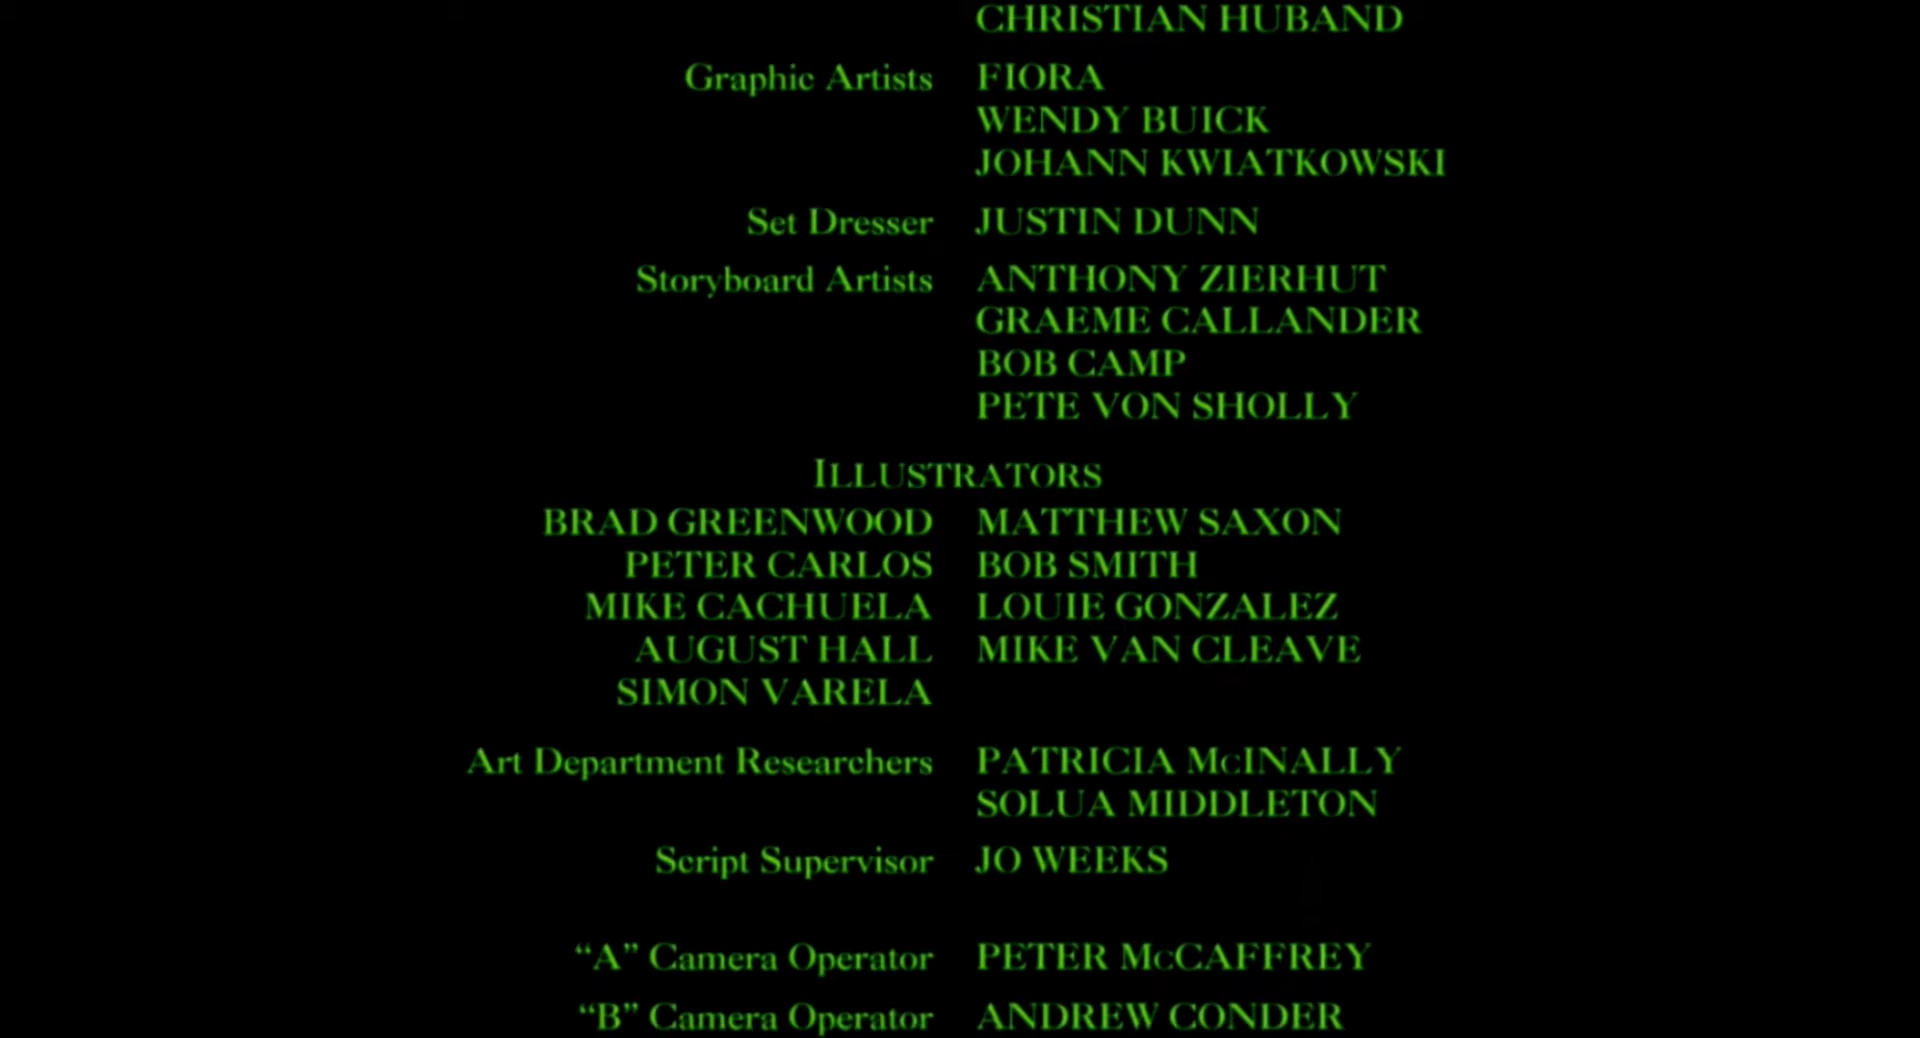 CHRISTIAN HUBAND
Graphic Artists FIORA
WENDY BUICK
JOHANN KWIATKOWSKI
Set Dresser JUSTIN DUNN
Storyboard Artists ANTHONY ZIERHUT
GRAEME CALLANDER
BOB CAMP
PETE VON SHOLLY
ILLUSTRATORS
BRAD GREENWOOD MATTHEW SAXON
PETER CARLOS BOB SMITH
MIKE CACHUELA LOUIE GONZALEZ
AUGUST HALL MIKE VAN CLEAVE
SIMON VARELA
Art Department Researchers PATRICIA McINALLY
SOLUA MIDDLETON
Script Supervisor JO WEEKS
“A” Camera Operator PETER McCAFFREY
“B” Camera Operator ANDREW CONDER